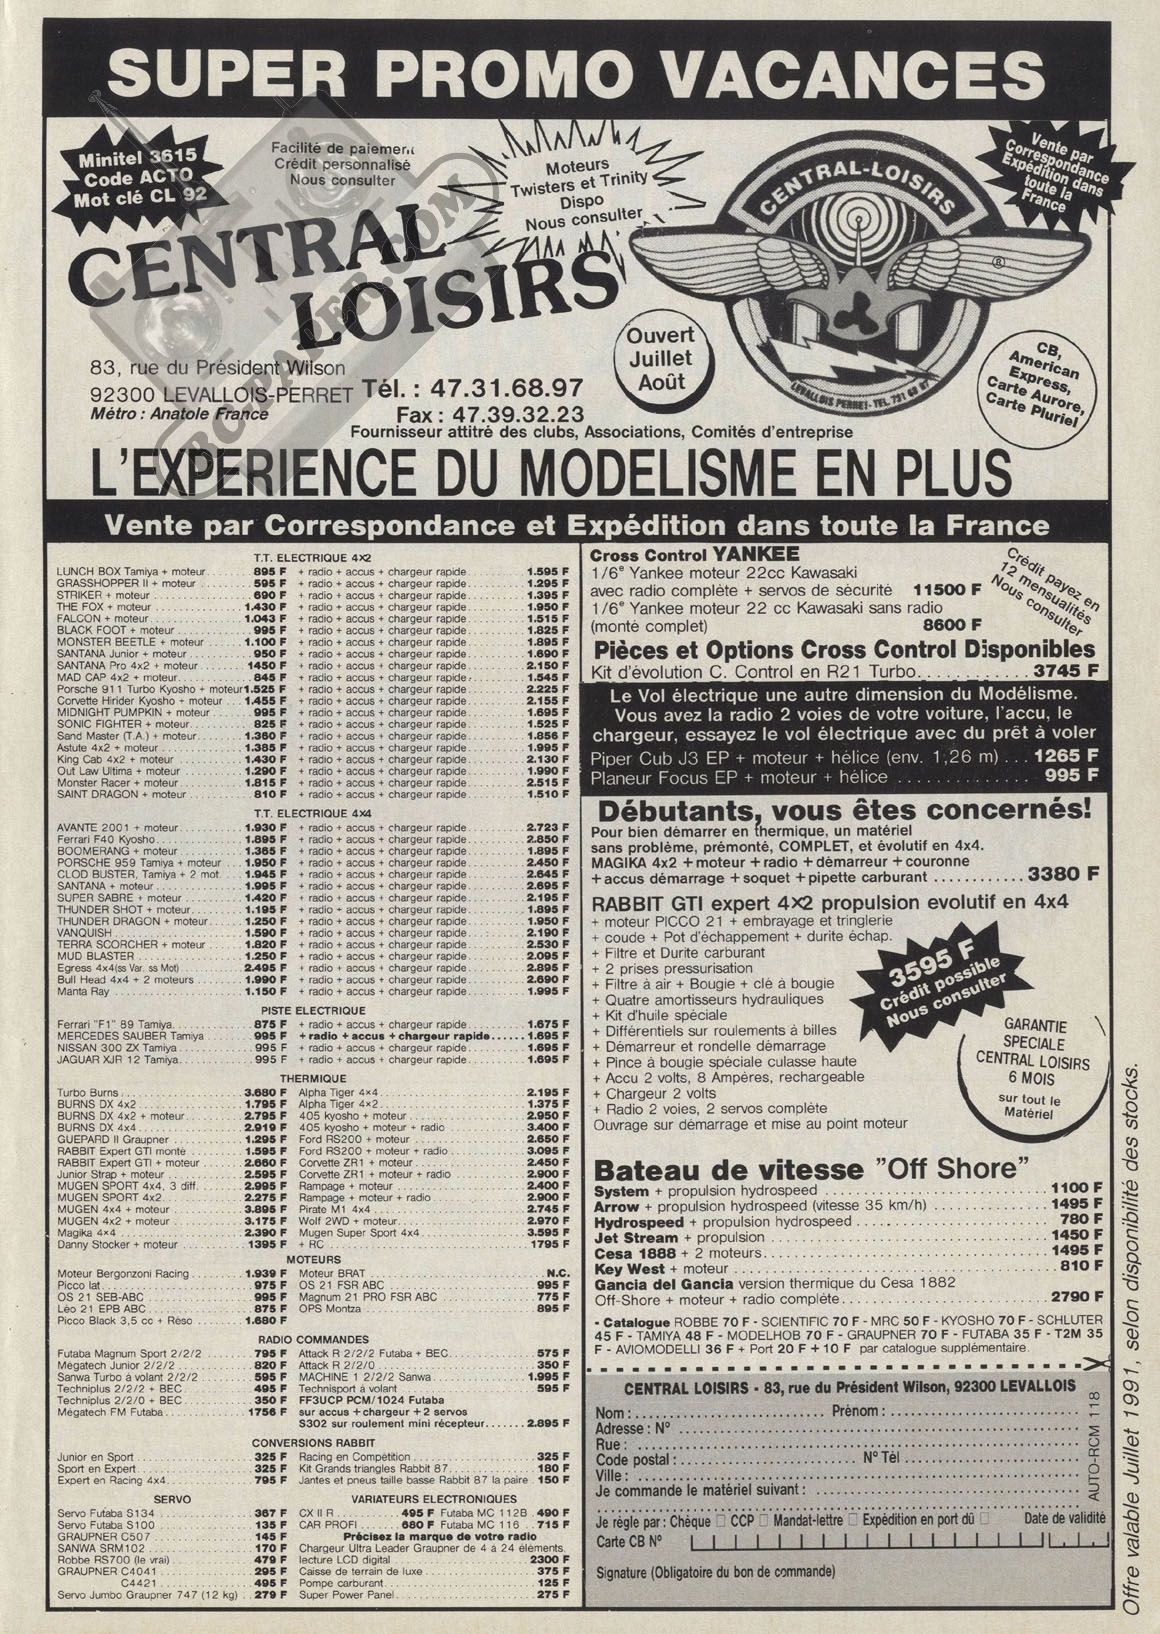 SUPER PROMO VACANCES
Minitel 3615
Code ACTO
Mot clé CL 92
Facilité de paiement
Crédit personnalisé
Nous consulter
Moteurs
Twisters et Trinity
Dispo
Nous consulter
CENTRAL-LOISIRS
®
LEVALLOIS PERRET - TEL. 731 68 97
Vente par
Correspondance
Expédition dans
toute la
France
CENTRAL
LOISIRS
Ouvert
Juillet
Août
CB,
American
Express,
Carte Aurore,
Carte Pluriel
83, rue du Président Wilson
92300 LEVALLOIS-PERRET Tél. : 47.31.68.97
Métro : Anatole France Fax : 47.39.32.23
Fournisseur attitré des clubs, Associations, Comités d'entreprise
L'EXPERIENCE DU MODELISME EN PLUS
Vente par Correspondance et Expédition dans toute la France
T.T. ELECTRIQUE 4X2
LUNCH BOX Tamiya + moteur 895 F + radio + accus + chargeur rapide 1.595 F
GRASSHOPPER II + moteur 595 F + radio + accus + chargeur rapide 1.295 F
STRIKER + moteur 690 F + radio + accus + chargeur rapide 1.395 F
THE FOX + moteur 1.430 F + radio + accus + chargeur rapide 1.950 F
FALCON + moteur 1.043 F + radio + accus + chargeur rapide 1.515 F
BLACK FOOT + moteur 995 F + radio + accus + chargeur rapide 1.825 F
MONSTER BEETLE + moteur 1.100 F + radio + accus + chargeur rapide 1.895 F
SANTANA Junior + moteur 950 F + radio + accus + chargeur rapide 1.690 F
SANTANA Pro 4x2 + moteur 1450 F + radio + accus + chargeur rapide 2.150 F
MAD CAP 4x2 + moteur 845 F + radio + accus + chargeur rapide 1.545 F
Porsche 911 Turbo Kyosho + moteur 1.525 F + radio + accus + chargeur rapide 2.225 F
Corvette Hirider Kyosho + moteur 1.455 F + radio + accus + chargeur rapide 2.155 F
MIDNIGHT PUMPKIN + moteur 995 F + radio + accus + chargeur rapide 1.695 F
SONIC FIGHTER + moteur 825 F + radio + accus + chargeur rapide 1.525 F
Sand Master (T.A.) + moteur 1.360 F + radio + accus + chargeur rapide 1.856 F
Astute 4x2 + moteur 1.385 F + radio + accus + chargeur rapide 1.995 F
King Cab 4x2 + moteur 1.430 F + radio + accus + chargeur rapide 2.130 F
Out Law Ultima + moteur 1.290 F + radio + accus + chargeur rapide 1.990 F
Monster Racer + moteur 1.815 F + radio + accus + chargeur rapide 2.515 F
SAINT DRAGON + moteur 810 F + radio + accus + chargeur rapide 1.510 F
T.T. ELECTRIQUE 4X4
AVANTE 2001 + moteur 1.930 F + radio + accus + chargeur rapide 2.723 F
Ferrari F40 Kyosho 1.895 F + radio + accus + chargeur rapide 2.850 F
BOOMERANG + moteur 1.365 F + radio + accus + chargeur rapide 1.895 F
PORSCHE 959 Tamiya + moteur 1.950 F + radio + accus + chargeur rapide 2.450 F
CLOD BUSTER, Tamiya + 2 mot. 1.945 F + radio + accus + chargeur rapide 2.645 F
SANTANA + moteur 1.995 F + radio + accus + chargeur rapide 2.695 F
SUPER SABRE + moteur 1.420 F + radio + accus + chargeur rapide 2.195 F
THUNDER SHOT + moteur 1.195 F + radio + accus + chargeur rapide 1.895 F
THUNDER DRAGON + moteur 1.250 F + radio + accus + chargeur rapide 1.950 F
VANQUISH 1.590 F + radio + accus + chargeur rapide 2.190 F
TERRA SCORCHER + moteur 1.820 F + radio + accus + chargeur rapide 2.530 F
MUD BLASTER 1.250 F + radio + accus + chargeur rapide 2.095 F
Egress 4x4(ss Var. ss Mot) 2.495 F + radio + accus + chargeur rapide 2.895 F
Bull Head 4x4 + 2 moteurs 1.990 F + radio + accus + chargeur rapide 2.690 F
Manta Ray 1.150 F + radio + accus + chargeur rapide 1.995 F
PISTE ELECTRIQUE
Ferrari "F1" 89 Tamiya 875 F + radio + accus + chargeur rapide 1.675 F
MERCEDES SAUBER Tamiya 995 F + radio + accus + chargeur rapide 1.695 F
NISSAN 300 ZX Tamiya 995 F + radio + accus + chargeur rapide 1.695 F
JAGUAR XJR 12 Tamiya 995 F + radio + accus + chargeur rapide 1.695 F
THERMIQUE
Turbo Burns 3.680 F Alpha Tiger 4x4 2.195 F
BURNS DX 4x2 1.795 F Alpha Tiger 4x2 1.375 F
BURNS DX 4x2 + moteur 2.795 F 405 kyosho + moteur 2.950 F
BURNS DX 4x4 2.919 F 405 kyosho + moteur + radio 3.400 F
GUEPARD II Graupner 1.295 F Ford RS200 + moteur 2.650 F
RABBIT Expert GTI monté 1.595 F Ford RS200 + moteur + radio 3.095 F
RABBIT Expert GTI + moteur 2.660 F Corvette ZR1 + moteur 2.450 F
Junior Strap + moteur 2.595 F Corvette ZR1 + moteur + radio 2.900 F
MUGEN SPORT 4x4, 3 diff. 2.995 F Rampage + moteur 2.400 F
MUGEN SPORT 4x2 2.275 F Rampage + moteur + radio 2.900 F
MUGEN 4x4 + moteur 3.895 F Pirate M1 4x4 2.745 F
MUGEN 4x2 + moteur 3.175 F Wolf 2WD + moteur 2.970 F
Magika 4x4 2.390 F Mugen Super Sport 4x4 3.595 F
Danny Stocker + moteur 1395 F + RC 1795 F
MOTEURS
Moteur Bergonzoni Racing 1.939 F Moteur BRAT N.C.
Picco lat 975 F OS 21 FSR ABC 995 F
OS 21 SEB-ABC 995 F Magnum 21 PRO FSR ABC 775 F
Léo 21 EPB ABC 875 F OPS Montza 895 F
Picco Black 3,5 cc + Réso 1.680 F
RADIO COMMANDES
Futaba Magnum Sport 2/2/2 795 F Attack R 2/2/2 Futaba + BEC 575 F
Mégatech Junior 2/2/2 820 F Attack R 2/2/0 350 F
Sanwa Turbo à volant 2/2/2 595 F MACHINE 1 2/2/2 Sanwa 1.995 F
Techniplus 2/2/2 + BEC 495 F Technisport à volant 595 F
Techniplus 2/2/0 + BEC 350 F FF3UCP PCM/1024 Futaba
Mégatech FM Futaba 1756 F sur accus + chargeur + 2 servos
S302 sur roulement mini récepteur 2.895 F
CONVERSIONS RABBIT
Junior en Sport 325 F Racing en Compétition 325 F
Sport en Expert 325 F Kit Grands triangles Rabbit 87 180 F
Expert en Racing 4x4 795 F Jantes et pneus taille basse Rabbit 87 la paire 150 F
SERVO VARIATEURS ELECTRONIQUES
Servo Futaba S134 367 F CX II R 495 F Futaba MC 112B 490 F
Servo Futaba S100 135 F CAR PROFI 680 F Futaba MC 116 715 F
GRAUPNER C507 145 F Précisez la marque de votre radio
SANWA SRM102 170 F Chargeur Ultra Leader Graupner de 4 à 24 éléments
Robbe RS700 (le vrai) 479 F lecture LCD digital 2300 F
GRAUPNER C4041 295 F Caisse de terrain de luxe 375 F
C4421 495 F Pompe carburant 125 F
Servo Jumbo Graupner 747 (12 kg) 279 F Super Power Panel 275 F
Cross Control YANKEE
1/6e Yankee moteur 22cc Kawasaki
avec radio complète + servos de sécurité 11500 F
1/6e Yankee moteur 22 cc Kawasaki sans radio
(monté complet) 8600 F
Crédit payez en
12 mensualités
Nous consulter
Pièces et Options Cross Control Disponibles
Kit d'évolution C. Control en R21 Turbo 3745 F
Le Vol électrique une autre dimension du Modélisme.
Vous avez la radio 2 voies de votre voiture, l'accu, le
chargeur, essayez le vol électrique avec du prêt à voler
Piper Cub J3 EP + moteur + hélice (env. 1,26 m) 1265 F
Planeur Focus EP + moteur + hélice 995 F
Débutants, vous êtes concernés!
Pour bien démarrer en thermique, un matériel
sans problème, prémonté, COMPLET, et évolutif en 4x4.
MAGIKA 4x2 + moteur + radio + démarreur + couronne
+ accus démarrage + soquet + pipette carburant 3380 F
RABBIT GTI expert 4X2 propulsion evolutif en 4x4
+ moteur PICCO 21 + embrayage et tringlerie
+ coude + Pot d'échappement + durite échap.
+ Filtre et Durite carburant
+ 2 prises pressurisation
+ Filtre à air + Bougie + clé à bougie
+ Quatre amortisseurs hydrauliques
+ Kit d'huile spéciale
+ Différentiels sur roulements à billes
+ Démarreur et rondelle démarrage
+ Pince à bougie spéciale culasse haute
+ Accu 2 volts, 8 Ampères, rechargeable
+ Chargeur 2 volts
+ Radio 2 voies, 2 servos complète
Ouvrage sur démarrage et mise au point moteur
3595 F
Crédit possible
Nous consulter
GARANTIE
SPECIALE
CENTRAL LOISIRS
6 MOIS
sur tout le
Matériel
Bateau de vitesse "Off Shore"
System + propulsion hydrospeed 1100 F
Arrow + propulsion hydrospeed (vitesse 35 km/h) 1495 F
Hydrospeed + propulsion hydrospeed 780 F
Jet Stream + propulsion 1450 F
Cesa 1888 + 2 moteurs 1495 F
Key West + moteur 810 F
Gancia del Gancia version thermique du Cesa 1882
Off-Shore + moteur + radio complète 2790 F
- Catalogue ROBBE 70 F - SCIENTIFIC 70 F - MRC 50 F - KYOSHO 70 F - SCHLUTER
45 F - TAMIYA 48 F - MODELHOB 70 F - GRAUPNER 70 F - FUTABA 35 F - T2M 35
F - AVIOMODELLI 36 F + Port 20 F + 10 F par catalogue supplémentaire.
CENTRAL LOISIRS - 83, rue du Président Wilson, 92300 LEVALLOIS
Nom : Prénom :
Adresse : N°
Rue :
Code postal : N° Tél
Ville :
Je commande le matériel suivant :
Je règle par : Chèque □ CCP □ Mandat-lettre □ Expédition en port dû □ Date de validité
Carte CB N°
Signature (Obligatoire du bon de commande)
AUTO-RCM 118
Offre valable Juillet 1991, selon disponibilité des stocks.